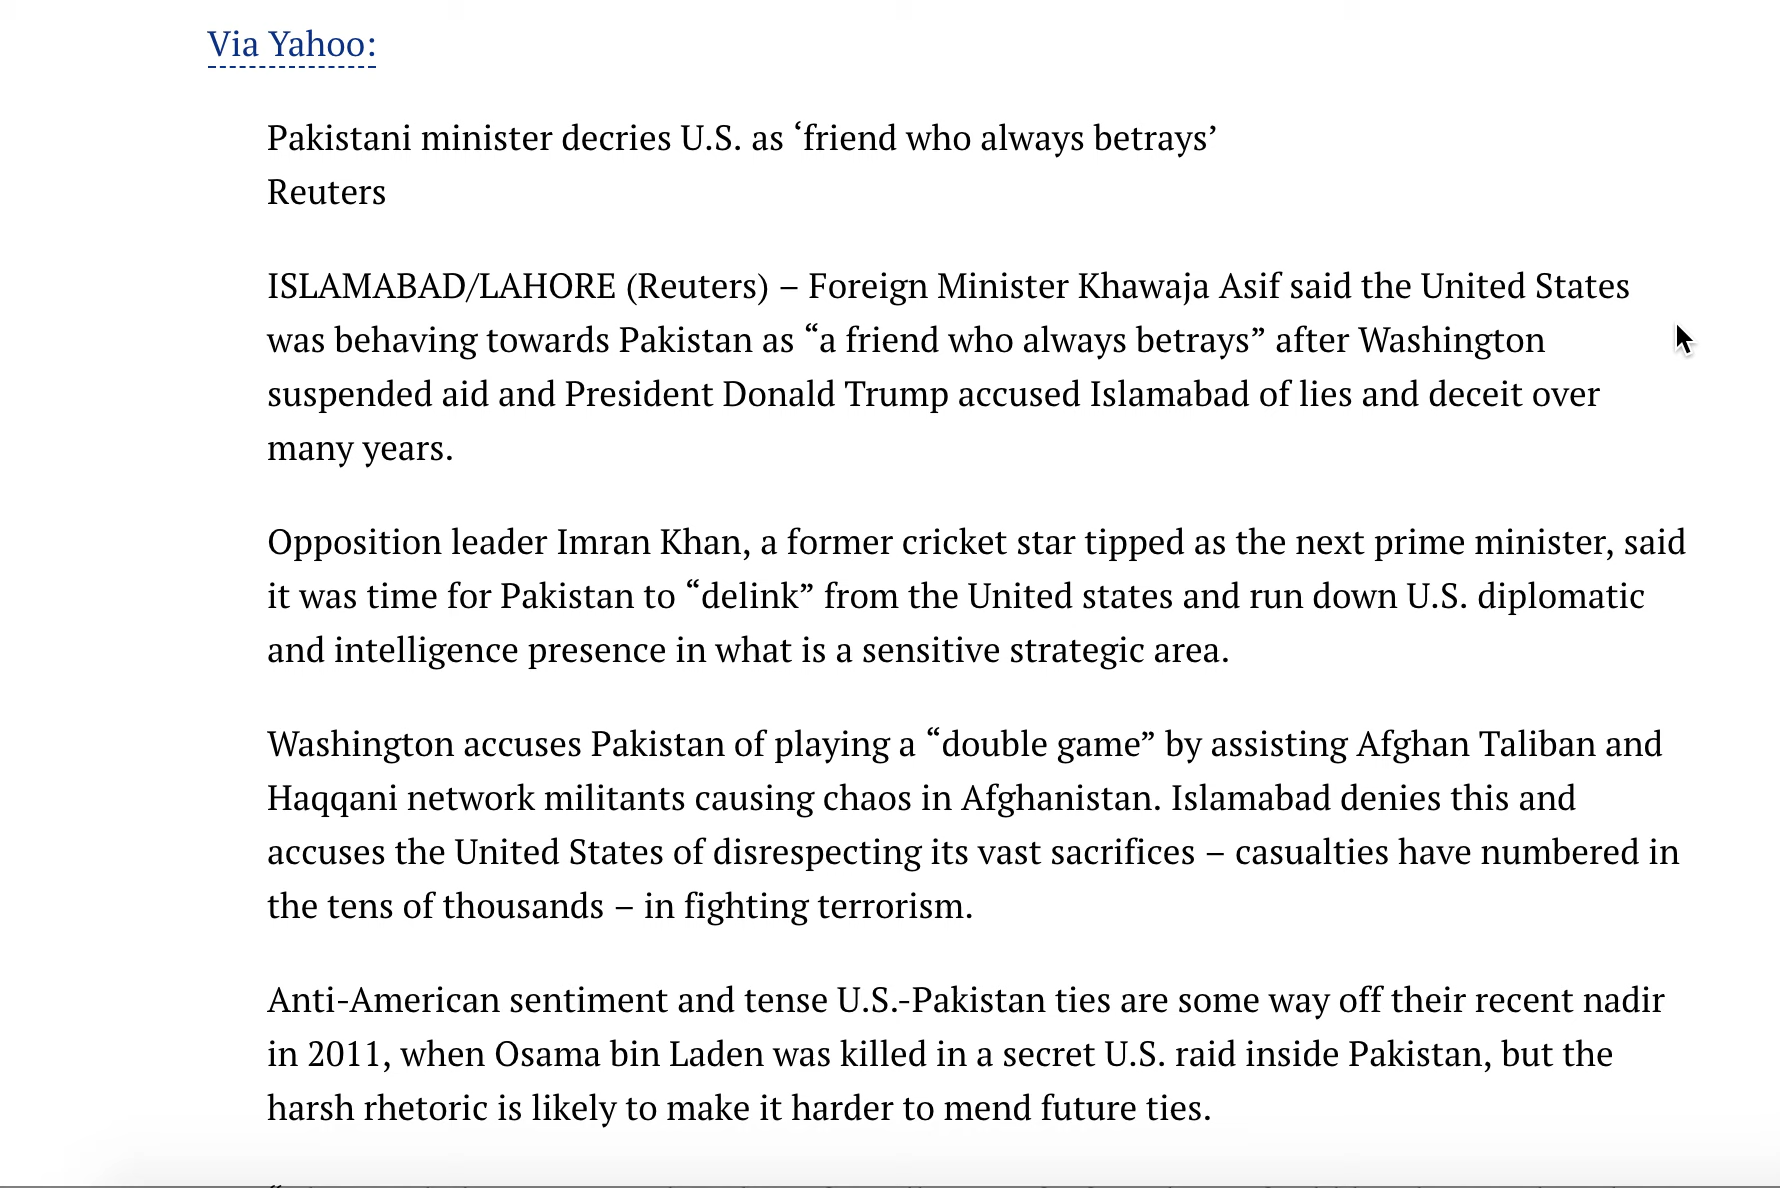 Via Yahoo:
Pakistani minister decries U.S. as ‘friend who always betrays’
Reuters
ISLAMABAD/LAHORE (Reuters) – Foreign Minister Khawaja Asif said the United States
was behaving towards Pakistan as “a friend who always betrays” after Washington
suspended aid and President Donald Trump accused Islamabad of lies and deceit over
many years.
Opposition leader Imran Khan, a former cricket star tipped as the next prime minister, said
it was time for Pakistan to “delink” from the United states and run down U.S. diplomatic
and intelligence presence in what is a sensitive strategic area.
Washington accuses Pakistan of playing a “double game” by assisting Afghan Taliban and
Haqqani network militants causing chaos in Afghanistan. Islamabad denies this and
accuses the United States of disrespecting its vast sacrifices – casualties have numbered in
the tens of thousands – in fighting terrorism.
Anti-American sentiment and tense U.S.-Pakistan ties are some way off their recent nadir
in 2011, when Osama bin Laden was killed in a secret U.S. raid inside Pakistan, but the
harsh rhetoric is likely to make it harder to mend future ties.